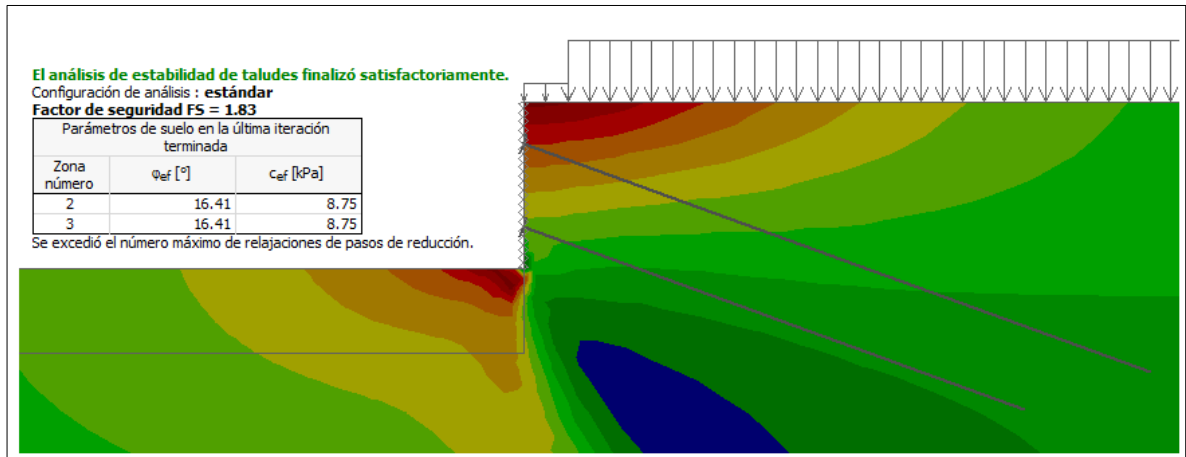 El análisis de estabilidad de taludes finalizó satisfactoriamente.
Configuración de análisis : estándar
Factor de seguridad FS = 1.83
Parámetros de suelo en la última iteración
terminada
Zona
número φef [°] cef [kPa]
2 16.41 8.75
3 16.41 8.75
Se excedió el número máximo de relajaciones de pasos de reducción.